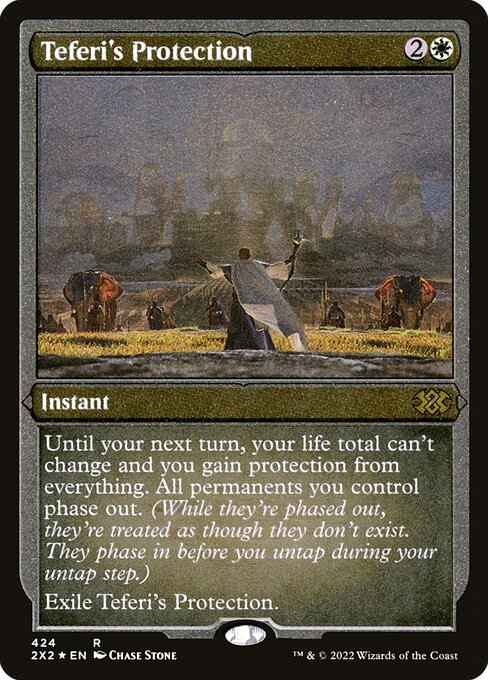 Teferi's Protection 2
Instant
Until your next turn, your life total can't
change and you gain protection from
everything. All permanents you control
phase out. (While they're phased out,
they're treated as though they don't exist.
They phase in before you untap during your
untap step.)
Exile Teferi's Protection.
424 R
2X2 ★ EN Chase Stone ™ & © 2022 Wizards of the Coast